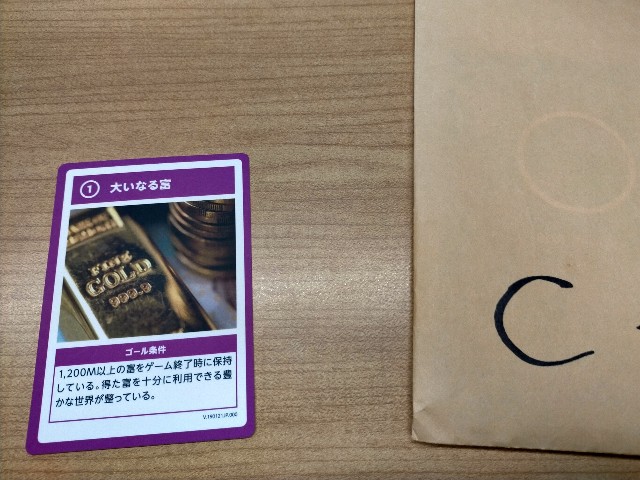 1 大いなる富
FINE
GOLD
999.9
ゴール条件
1,200M以上の富をゲーム終了時に保持
している。得た富を十分に利用できる豊
かな世界が整っている。
C